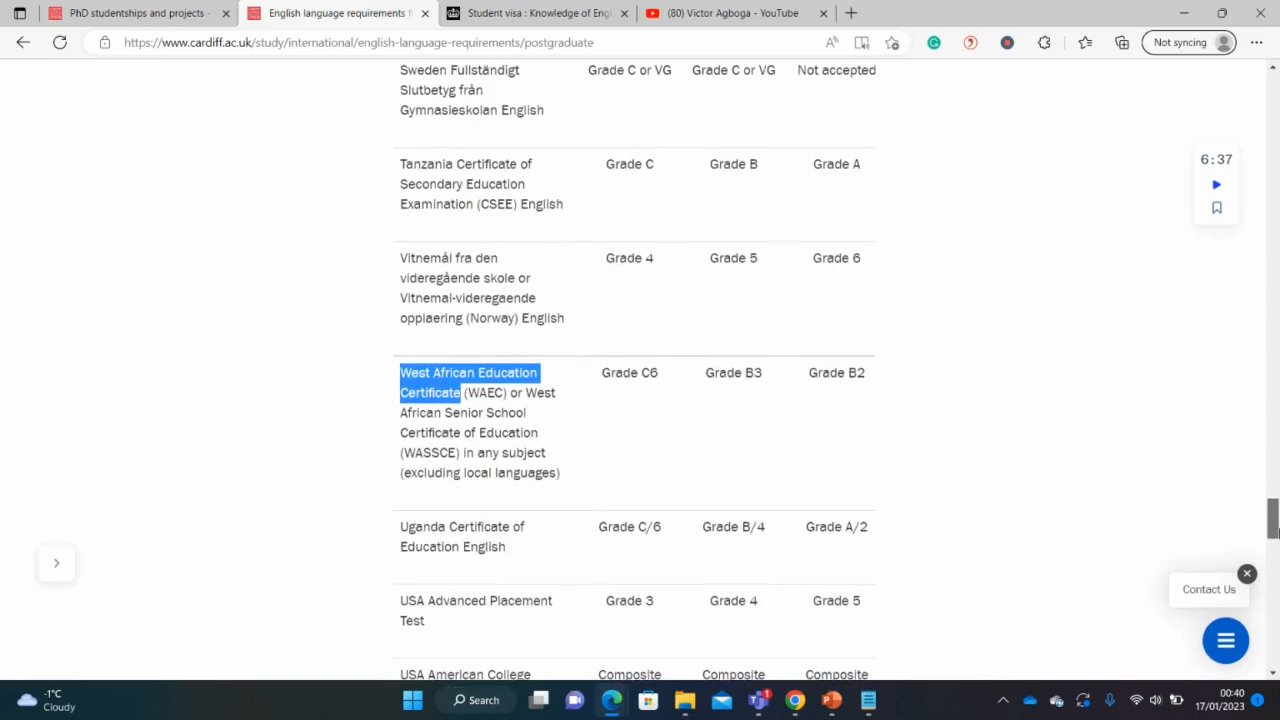 PhD studentships and projects -
English language requirements f
Student visa : Knowledge of Engl
(80) Victor Agboga - YouTube
https://www.cardiff.ac.uk/study/international/english-language-requirements/postgraduate
Not syncing
Sweden Fullständigt Grade C or VG Grade C or VG Not accepted
Slutbetyg från
Gymnasieskolan English
Tanzania Certificate of Grade C Grade B Grade A
Secondary Education
Examination (CSEE) English
Vitnemål fra den Grade 4 Grade 5 Grade 6
videregående skole or
Vitnemal-videregaende
opplaering (Norway) English
West African Education Grade C6 Grade B3 Grade B2
Certificate (WAEC) or West
African Senior School
Certificate of Education
(WASSCE) in any subject
(excluding local languages)
Uganda Certificate of Grade C/6 Grade B/4 Grade A/2
Education English
USA Advanced Placement Grade 3 Grade 4 Grade 5
Test
USA American College Composite Composite Composite
6:37
Contact Us
-1°C
Cloudy
Search
1
00:40
17/01/2023
1